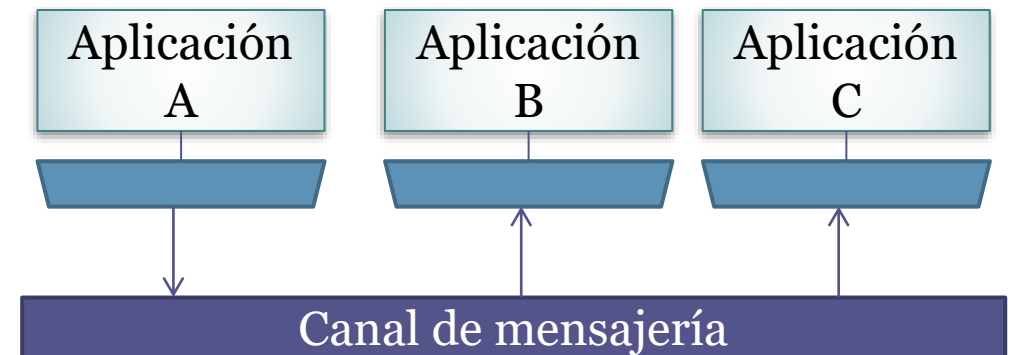 Aplicación
A
Aplicación
B
Aplicación
C
Canal de mensajería